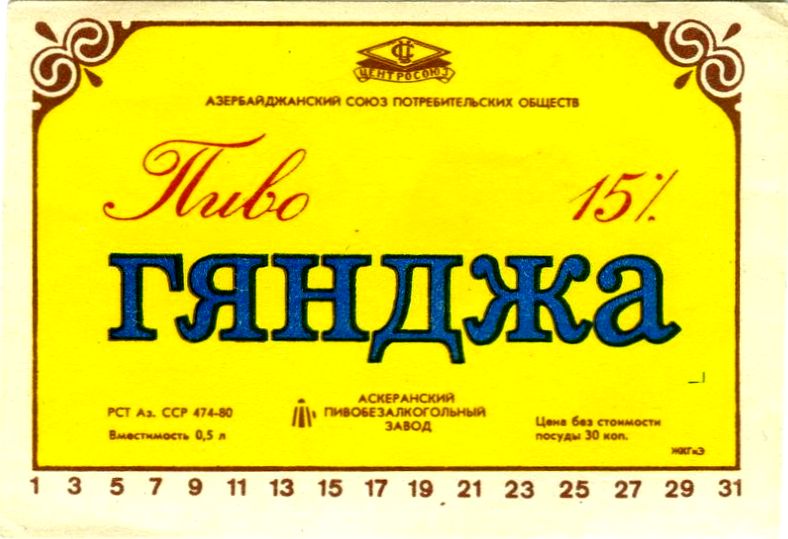 ЦЕНТРОСОЮЗ
АЗЕРБАЙДЖАНСКИЙ СОЮЗ ПОТРЕБИТЕЛЬСКИХ ОБЩЕСТВ
Пиво 15%
ГЯНДЖА
РСТ Аз. ССР 474-80
Вместимость 0,5 л
АСКЕРАНСКИЙ
ПИВОБЕЗАЛКОГОЛЬНЫЙ
ЗАВОД
Цена без стоимости
посуды 30 коп.
ЖКГиЭ
1 3 5 7 9 11 13 15 17 19 21 23 25 27 29 31